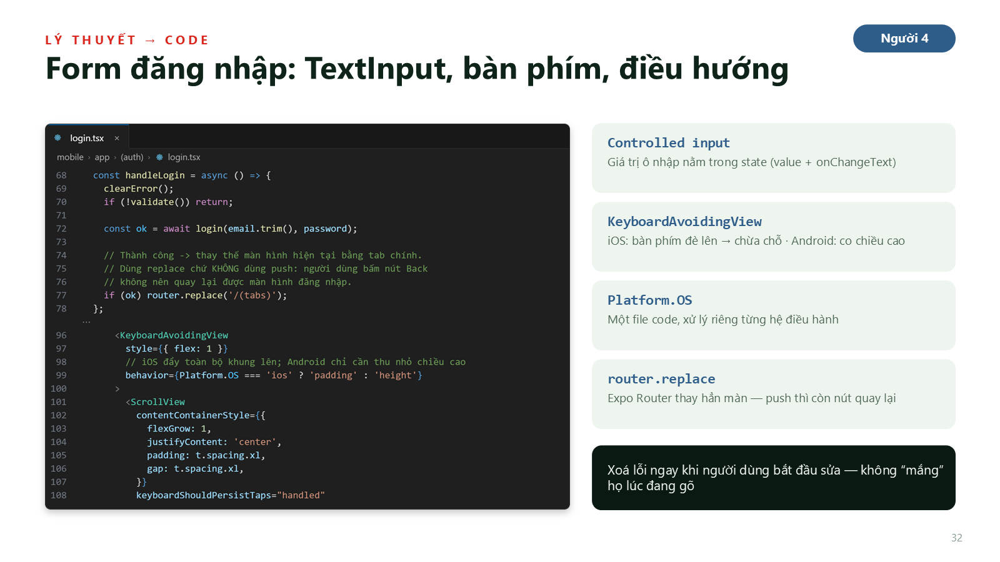 LÝ THUYẾT → CODE
Người 4
Form đăng nhập: TextInput, bàn phím, điều hướng
login.tsx ×
mobile › app › (auth) › login.tsx
68 const handleLogin = async () => {
69 clearError();
70 if (!validate()) return;
71
72 const ok = await login(email.trim(), password);
73
74 // Thành công -> thay thế màn hình hiện tại bằng tab chính.
75 // Dùng replace chứ KHÔNG dùng push: người dùng bấm nút Back
76 // không nên quay lại được màn hình đăng nhập.
77 if (ok) router.replace('/(tabs)');
78 };
...
96 <KeyboardAvoidingView
97 style={{ flex: 1 }}
98 // iOS đẩy toàn bộ khung lên; Android chỉ cần thu nhỏ chiều cao
99 behavior={Platform.OS === 'ios' ? 'padding' : 'height'}
100 >
101 <ScrollView
102 contentContainerStyle={{
103 flexGrow: 1,
104 justifyContent: 'center',
105 padding: t.spacing.xl,
106 gap: t.spacing.xl,
107 }}
108 keyboardShouldPersistTaps="handled"
Controlled input
Giá trị ô nhập nằm trong state (value + onChangeText)
KeyboardAvoidingView
iOS: bàn phím đè lên → chừa chỗ · Android: co chiều cao
Platform.OS
Một file code, xử lý riêng từng hệ điều hành
router.replace
Expo Router thay hẳn màn — push thì còn nút quay lại
Xoá lỗi ngay khi người dùng bắt đầu sửa — không “mắng”
họ lúc đang gõ
32